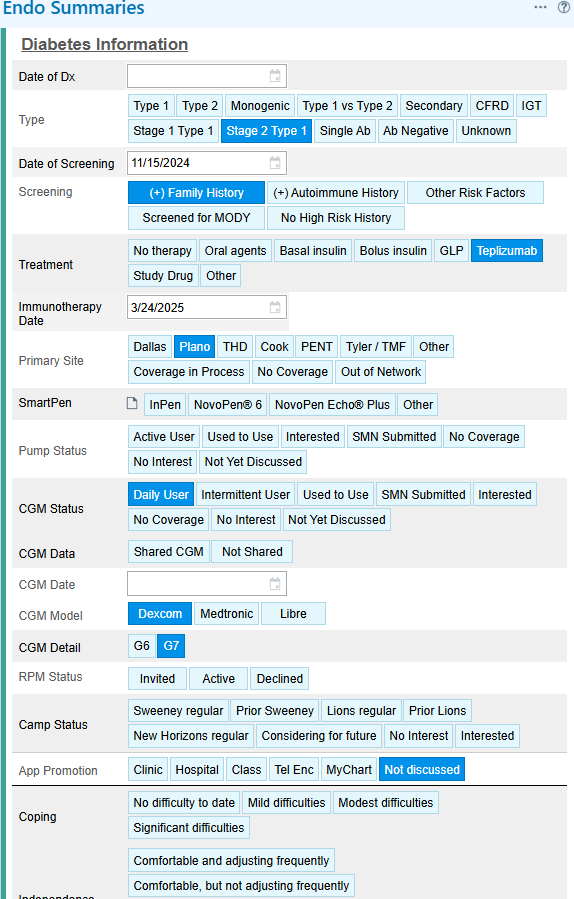 Endo Summaries
Diabetes Information
Date of Dx
Type
Type 1 Type 2 Monogenic Type 1 vs Type 2 Secondary CFRD IGT
Stage 1 Type 1 Stage 2 Type 1 Single Ab Ab Negative Unknown
Date of Screening 11/15/2024
Screening (+) Family History (+) Autoimmune History Other Risk Factors
Screened for MODY No High Risk History
Treatment
No therapy Oral agents Basal insulin Bolus insulin GLP Teplizumab
Study Drug Other
Immunotherapy Date 3/24/2025
Primary Site
Dallas Plano THD Cook PENT Tyler / TMF Other
Coverage in Process No Coverage Out of Network
SmartPen InPen NovoPen® 6 NovoPen Echo® Plus Other
Pump Status
Active User Used to Use Interested SMN Submitted No Coverage
No Interest Not Yet Discussed
CGM Status
Daily User Intermittent User Used to Use SMN Submitted Interested
No Coverage No Interest Not Yet Discussed
CGM Data Shared CGM Not Shared
CGM Date
CGM Model Dexcom Medtronic Libre
CGM Detail G6 G7
RPM Status Invited Active Declined
Camp Status
Sweeney regular Prior Sweeney Lions regular Prior Lions
New Horizons regular Considering for future No Interest Interested
App Promotion Clinic Hospital Class Tel Enc MyChart Not discussed
Coping
No difficulty to date Mild difficulties Modest difficulties
Significant difficulties
Comfortable and adjusting frequently
Comfortable, but not adjusting frequently
Independence